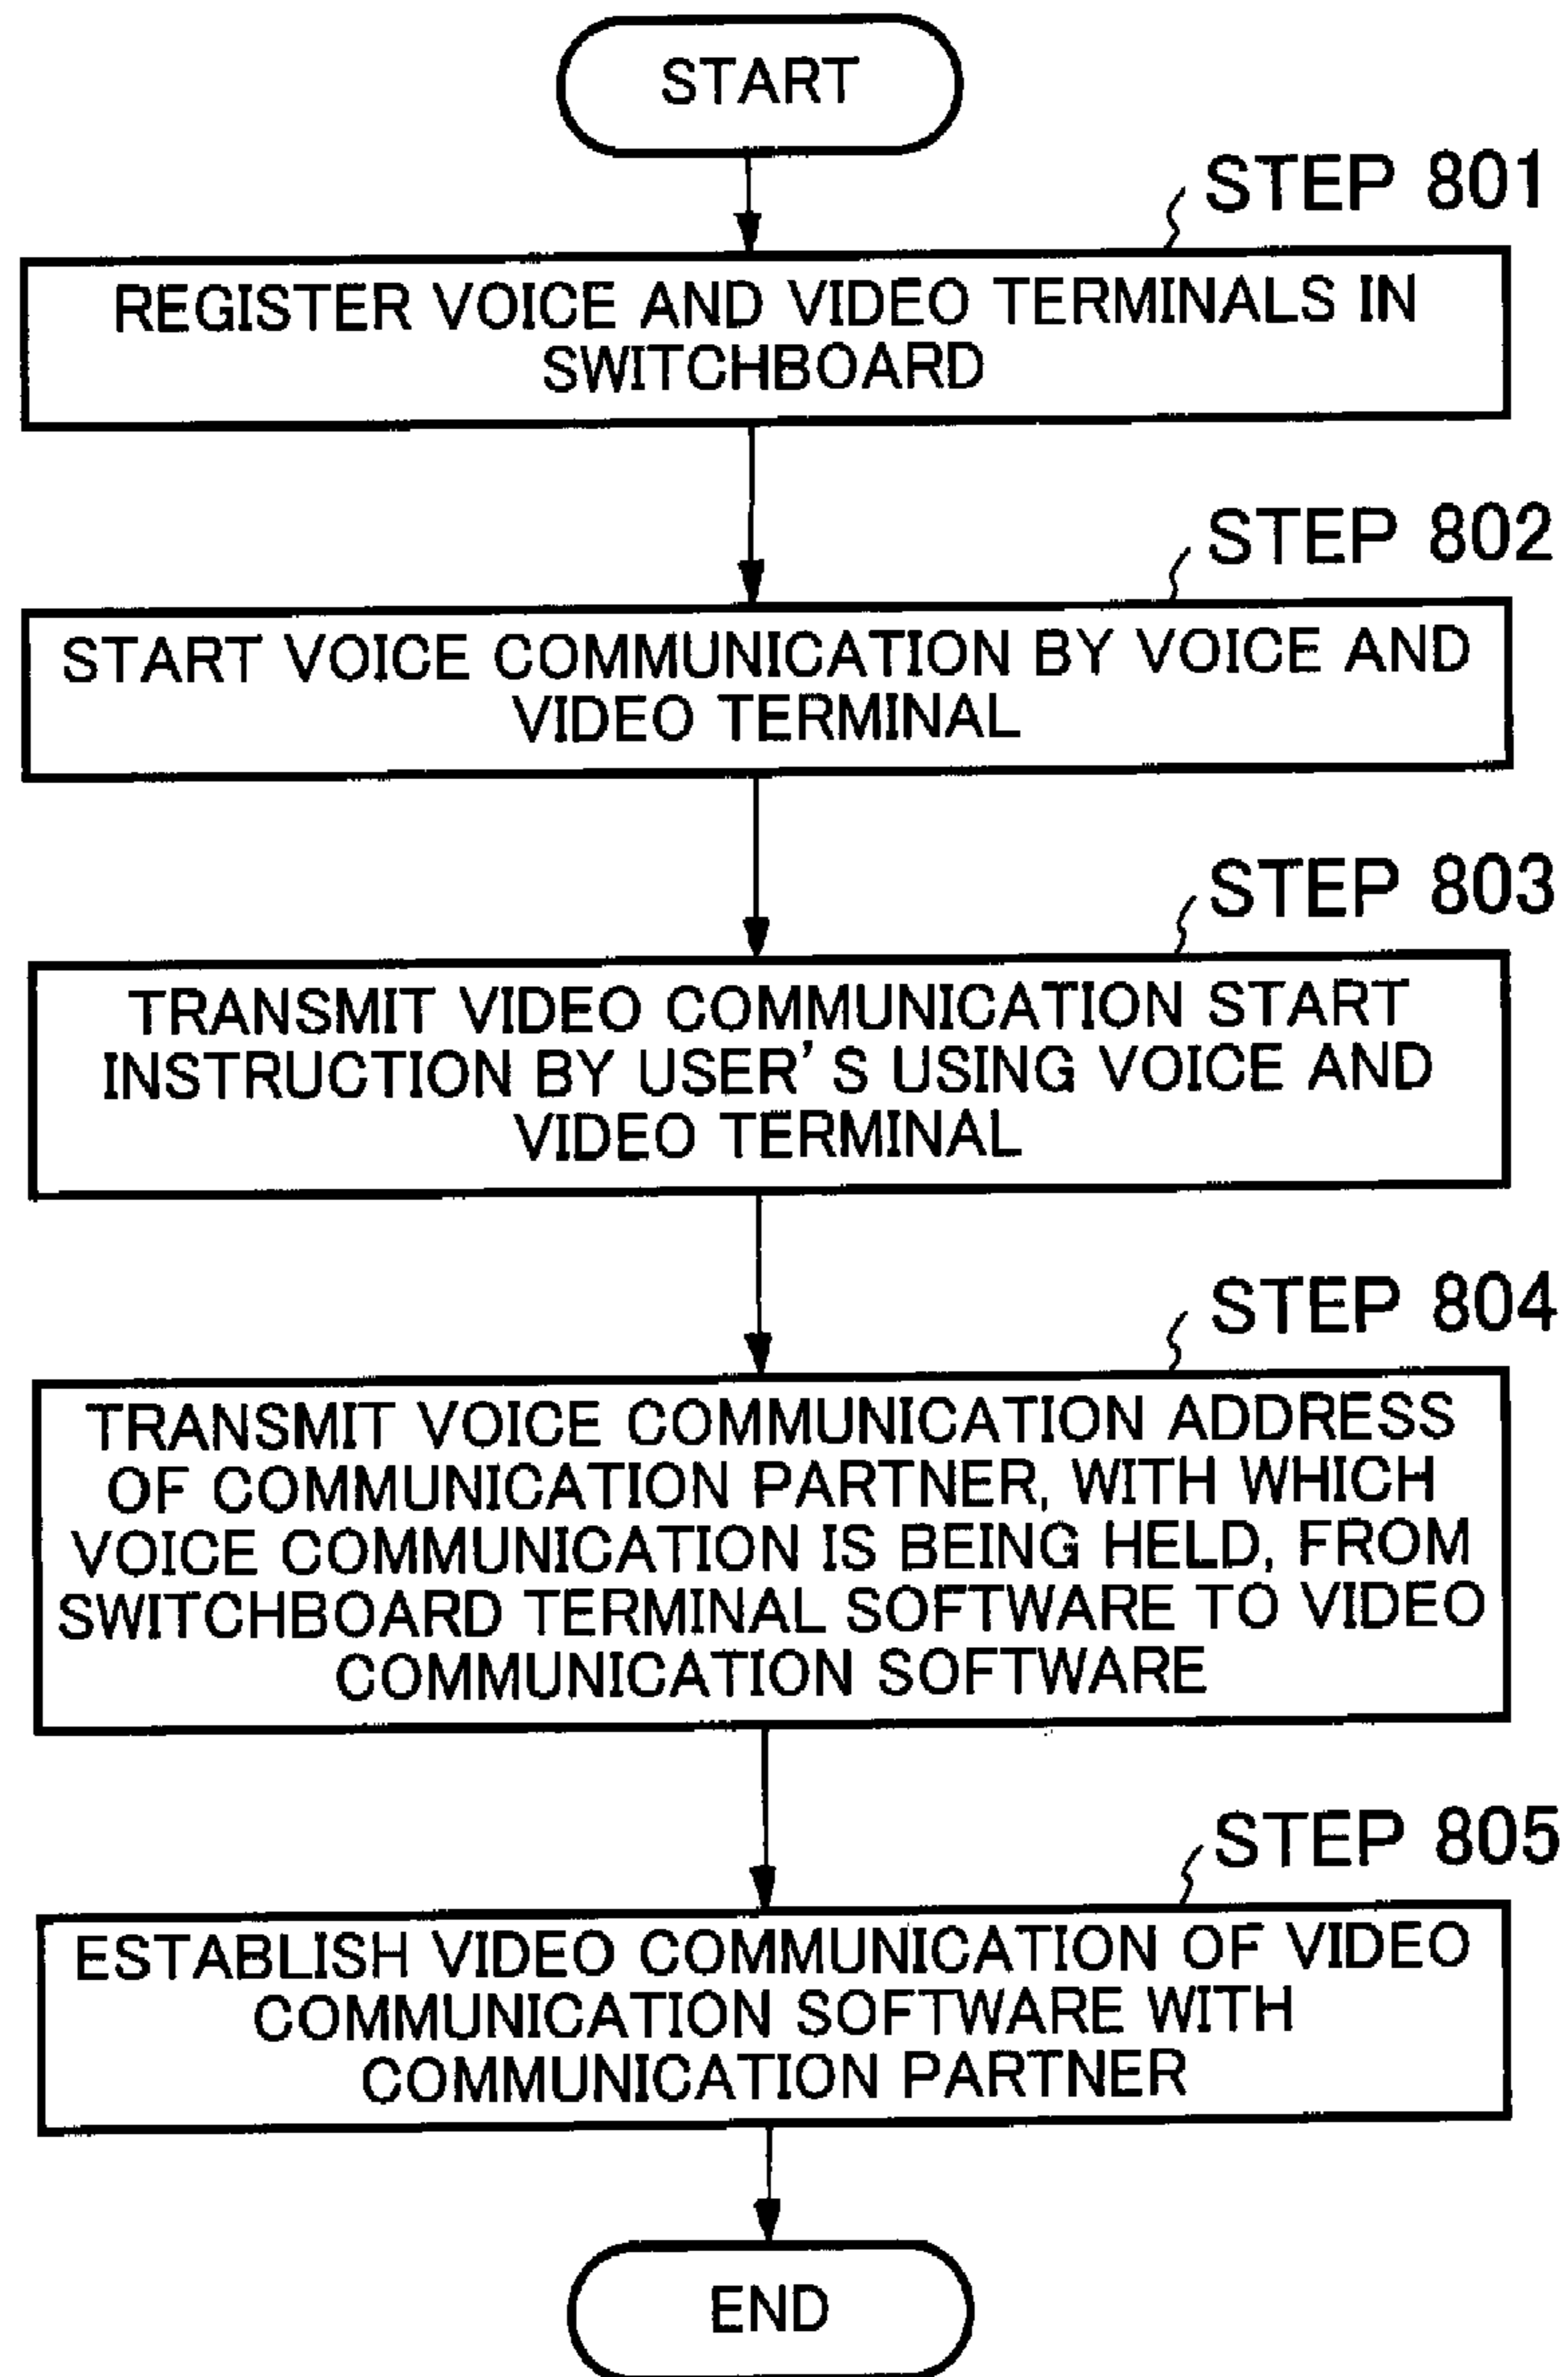 START
STEP 801
REGISTER VOICE AND VIDEO TERMINALS IN
SWITCHBOARD
STEP 802
START VOICE COMMUNICATION BY VOICE AND
VIDEO TERMINAL
STEP 803
TRANSMIT VIDEO COMMUNICATION START
INSTRUCTION BY USER'S USING VOICE AND
VIDEO TERMINAL
STEP 804
TRANSMIT VOICE COMMUNICATION ADDRESS
OF COMMUNICATION PARTNER, WITH WHICH
VOICE COMMUNICATION IS BEING HELD, FROM
SWITCHBOARD TERMINAL SOFTWARE TO VIDEO
COMMUNICATION SOFTWARE
STEP 805
ESTABLISH VIDEO COMMUNICATION OF VIDEO
COMMUNICATION SOFTWARE WITH
COMMUNICATION PARTNER
END